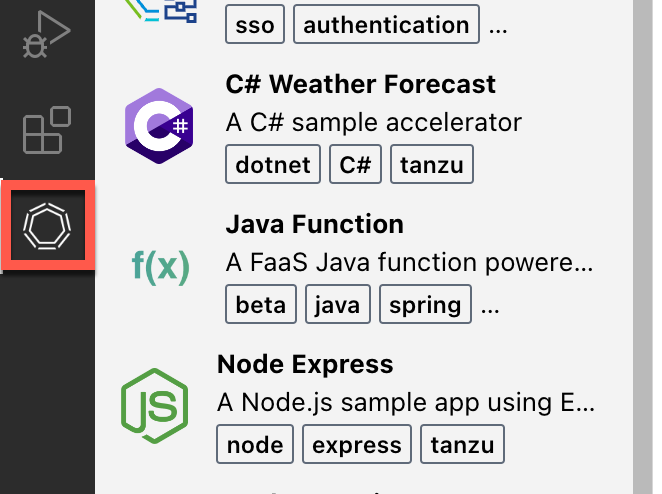 sso authentication ...
C# Weather Forecast
A C# sample accelerator
dotnet C# tanzu
Java Function
f(x)
A FaaS Java function powere...
beta java spring ...
Node Express
JS
A Node.js sample app using E...
node express tanzu